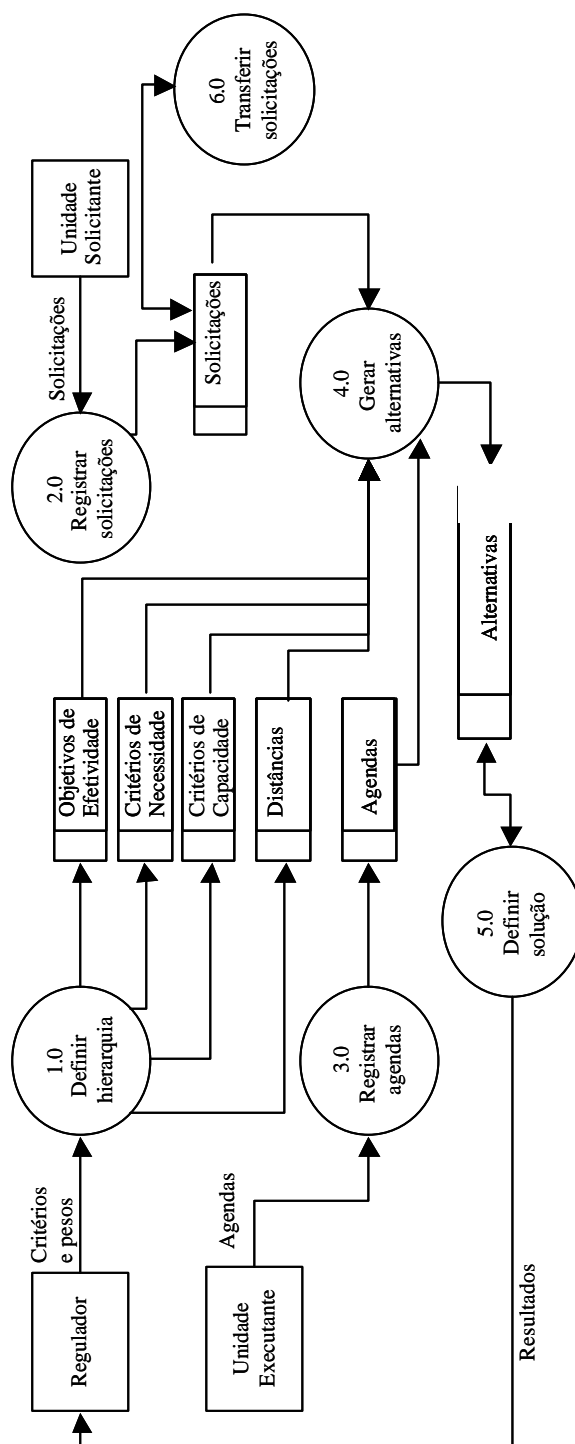 Regulador
Critérios
e pesos
1.0
Definir
hierarquia
Objetivos de
Efetividade
Critérios de
Necessidade
Critérios de
Capacidade
Distâncias
2.0
Registrar
solicitações
Solicitações
Unidade
Solicitante
Solicitações
6.0
Transferir
solicitações
Unidade
Executante
Agendas
3.0
Registrar
agendas
Agendas
4.0
Gerar
alternativas
Alternativas
5.0
Definir
solução
Resultados